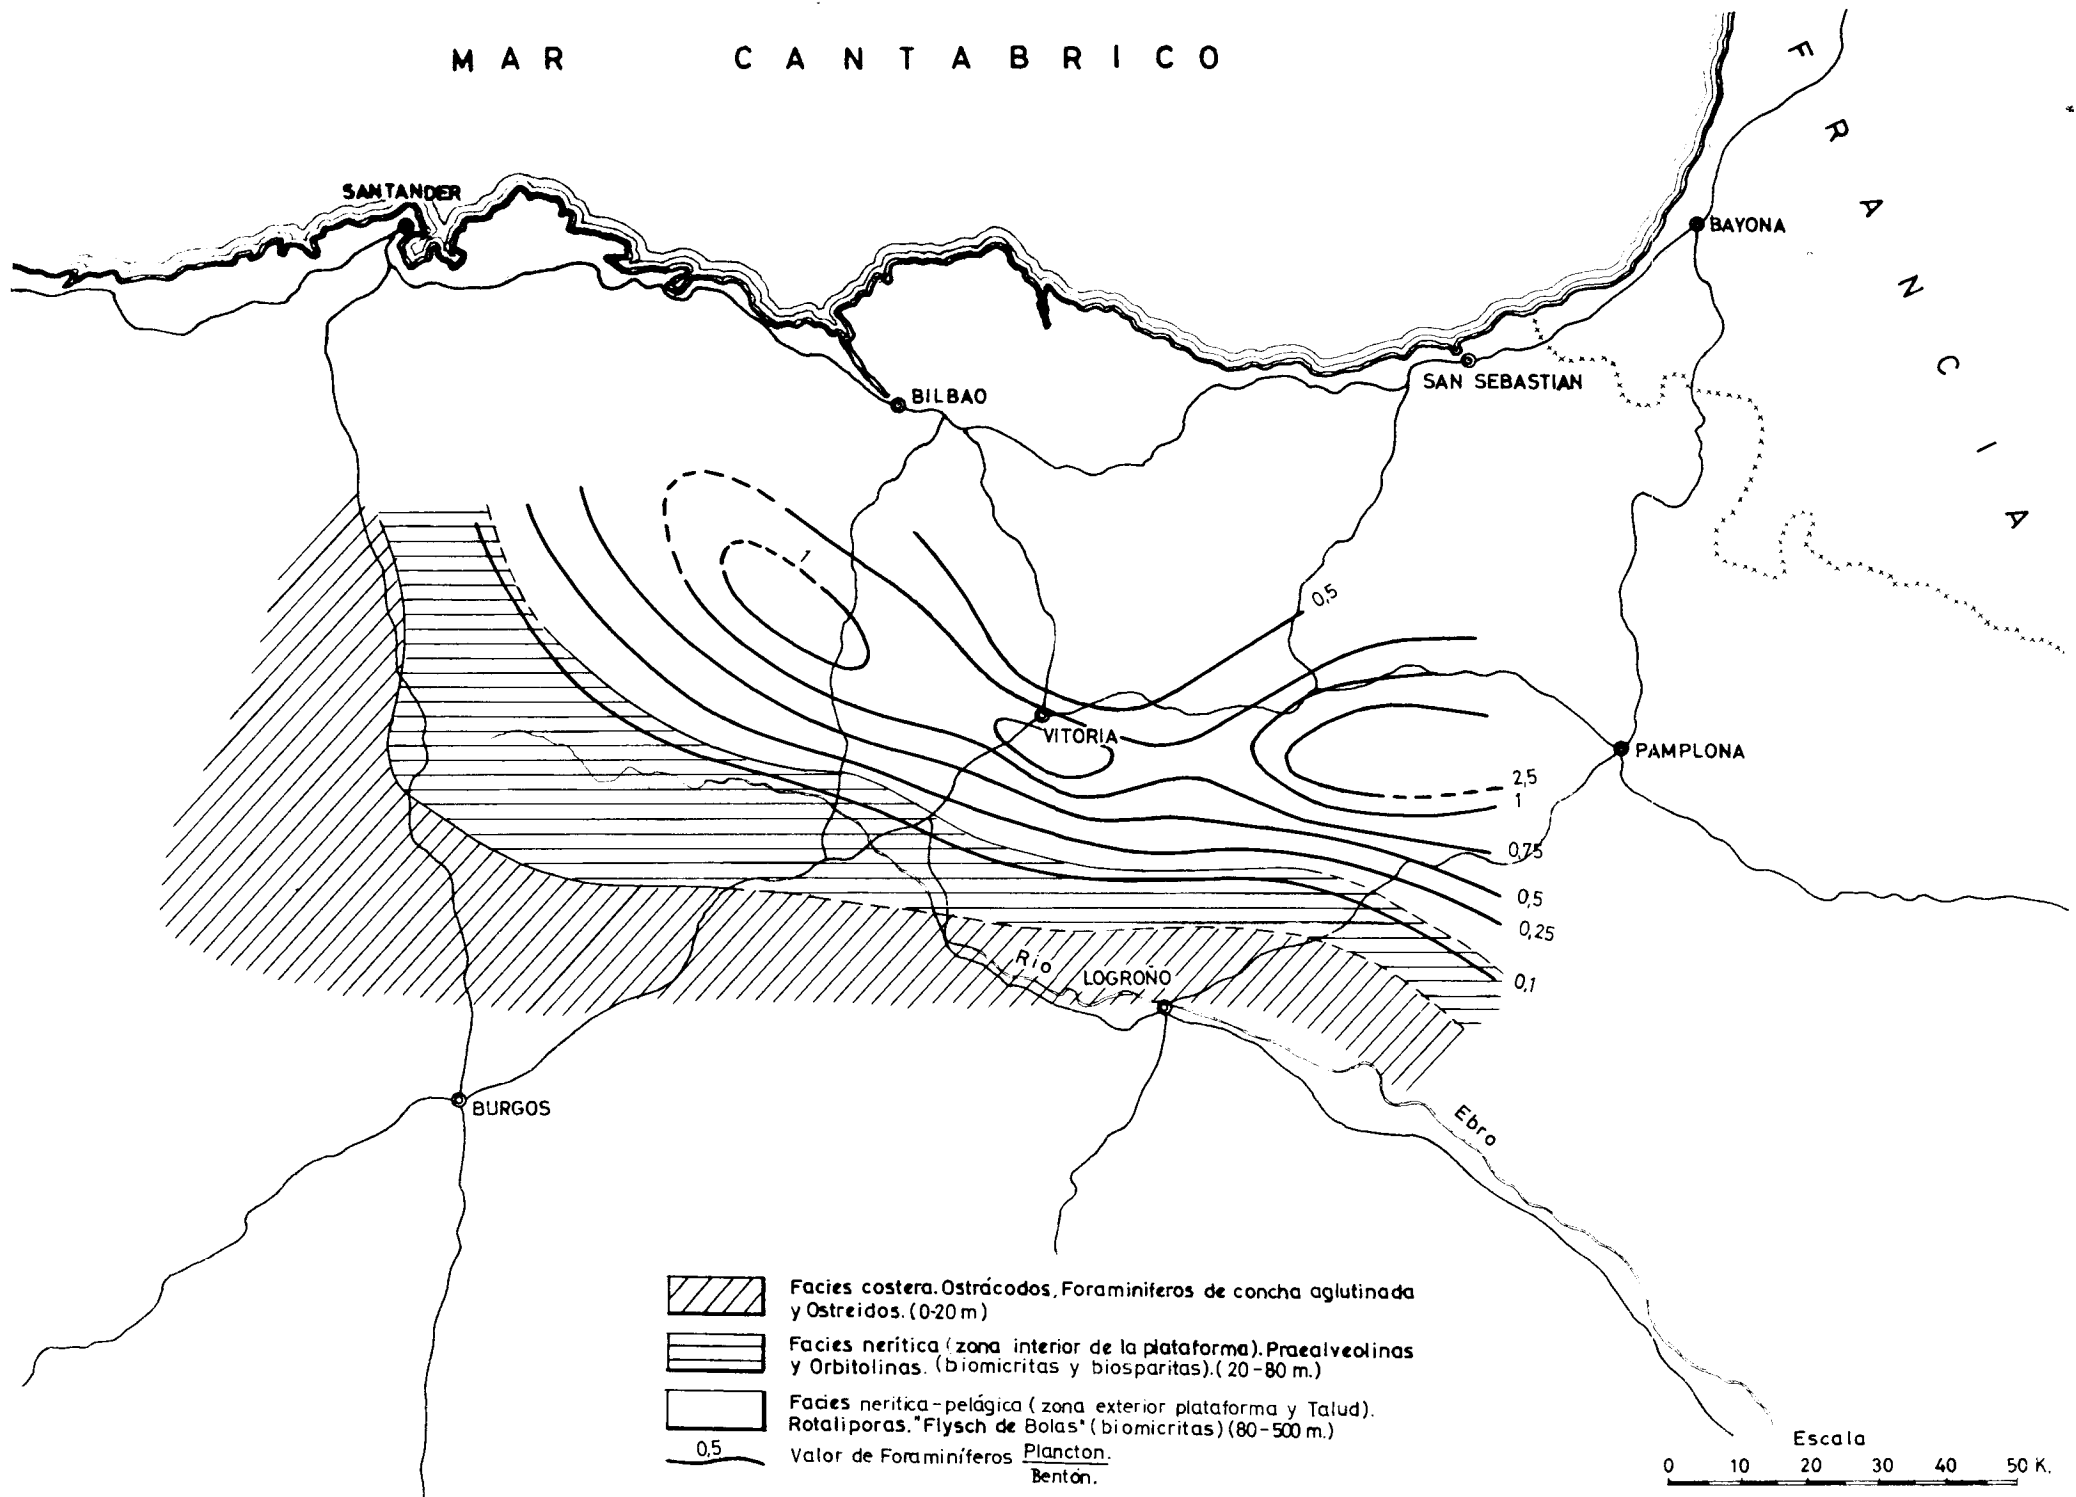 MAR CANTABRICO
FRANCIA
SANTANDER
BAYONA
SAN SEBASTIAN
BILBAO
1
0,5
VITORIA
PAMPLONA
2,5
1
0,75
0,5
0,25
0,1
Rio
LOGROÑO
BURGOS
Ebro
Facies costera. Ostrácodos, Foraminiferos de concha aglutinada
y Ostreidos. (0-20 m)
Facies nerítica (zona interior de la plataforma). Praealveolinas
y Orbitolinas. (biomicritas y biosparitas). (20-80 m.)
Facies neritica-pelágica (zona exterior plataforma y Talud).
Rotaliporas. "Flysch de Bolas" (biomicritas) (80-500 m.)
0,5
Valor de Foraminíferos Plancton.
Bentón.
Escala
0 10 20 30 40 50 K.